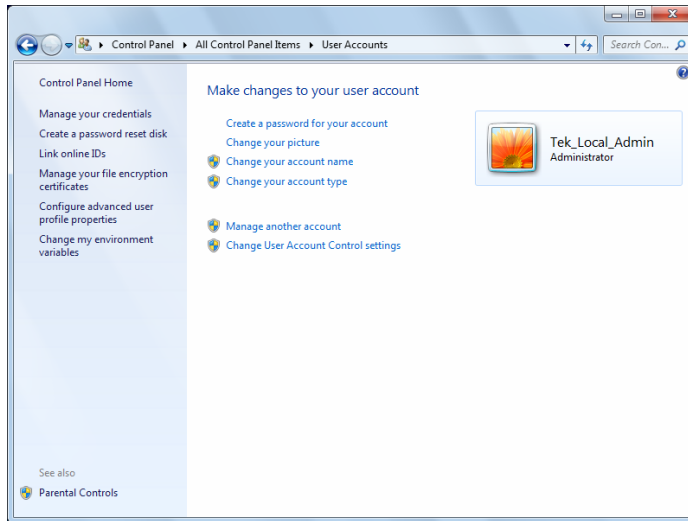 Control Panel ▸ All Control Panel Items ▸ User Accounts
Search Con...
Control Panel Home
Manage your credentials
Create a password reset disk
Link online IDs
Manage your file encryption
certificates
Configure advanced user
profile properties
Change my environment
variables
See also
Parental Controls
Make changes to your user account
Create a password for your account
Change your picture
Change your account name
Change your account type
Manage another account
Change User Account Control settings
Tek_Local_Admin
Administrator